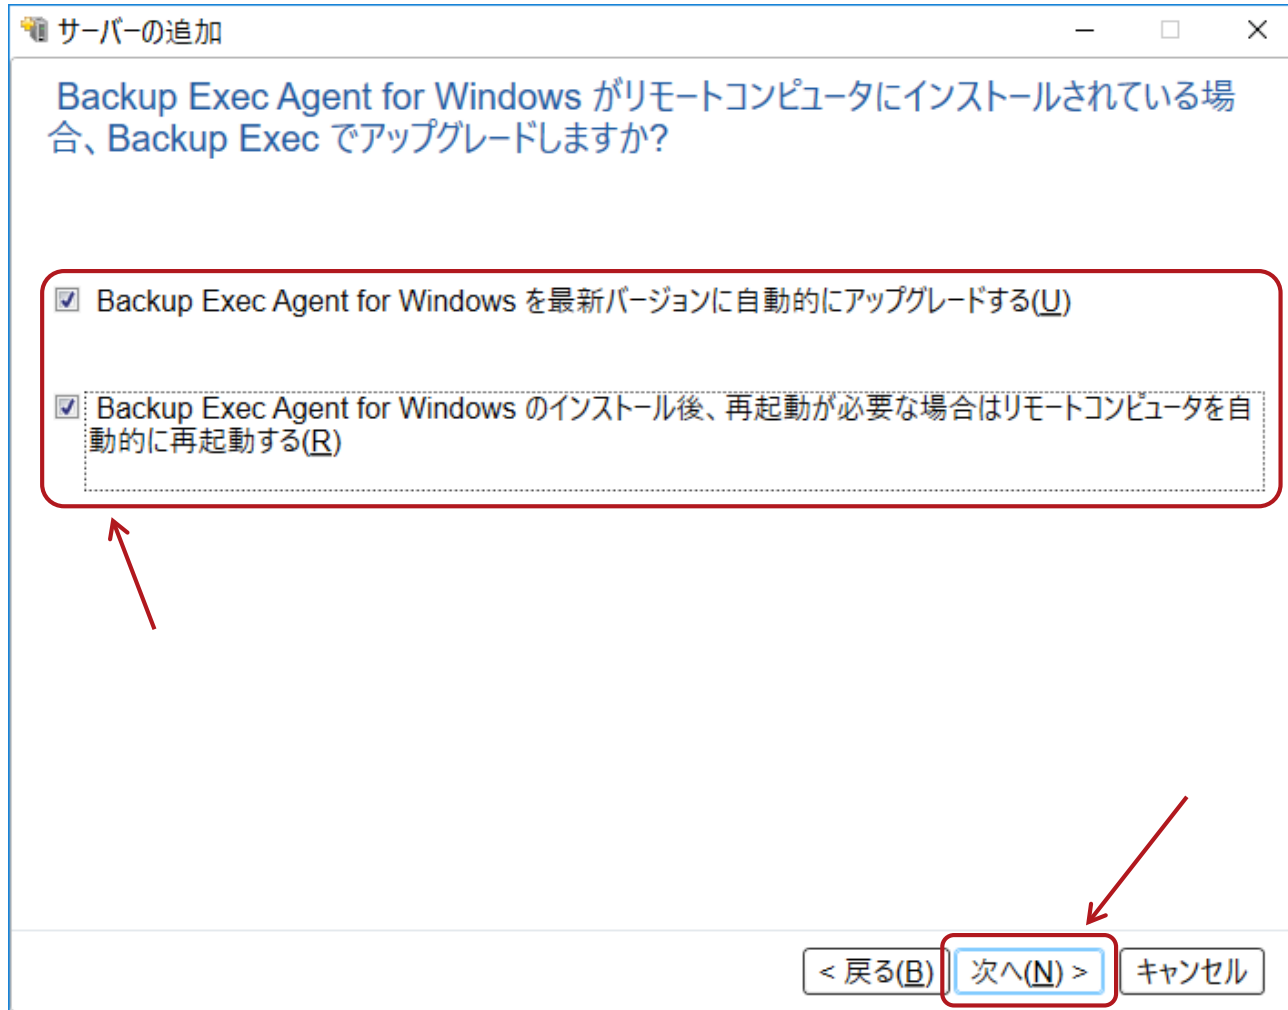 サーバーの追加
Backup Exec Agent for Windows がリモートコンピュータにインストールされている場
合、Backup Exec でアップグレードしますか?
Backup Exec Agent for Windows を最新バージョンに自動的にアップグレードする(U)
Backup Exec Agent for Windows のインストール後、再起動が必要な場合はリモートコンピュータを自
動的に再起動する(R)
< 戻る(B) 次へ(N) > キャンセル